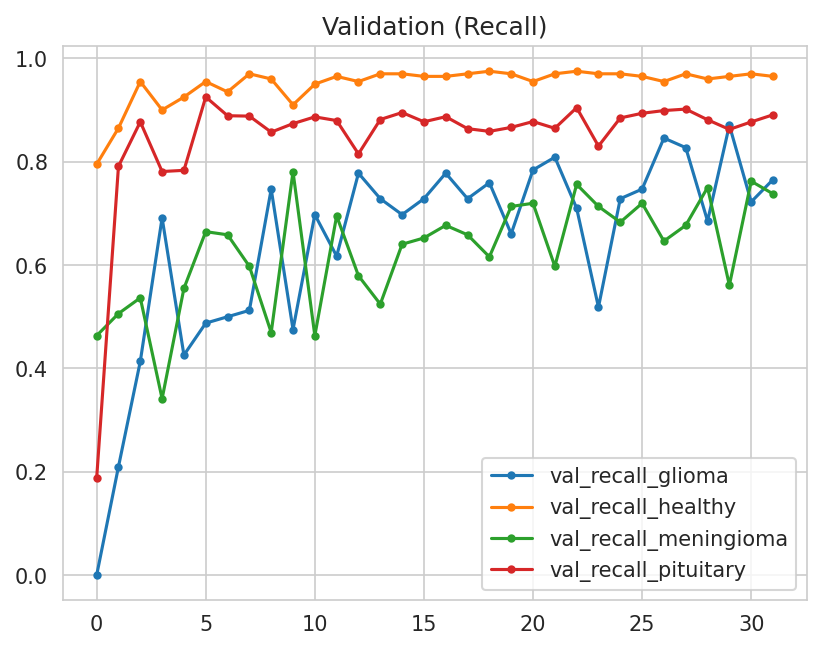 Validation (Recall)
1.0
0.8
0.6
0.4
0.2
0.0
0 5 10 15 20 25 30
val_recall_glioma
val_recall_healthy
val_recall_meningioma
val_recall_pituitary